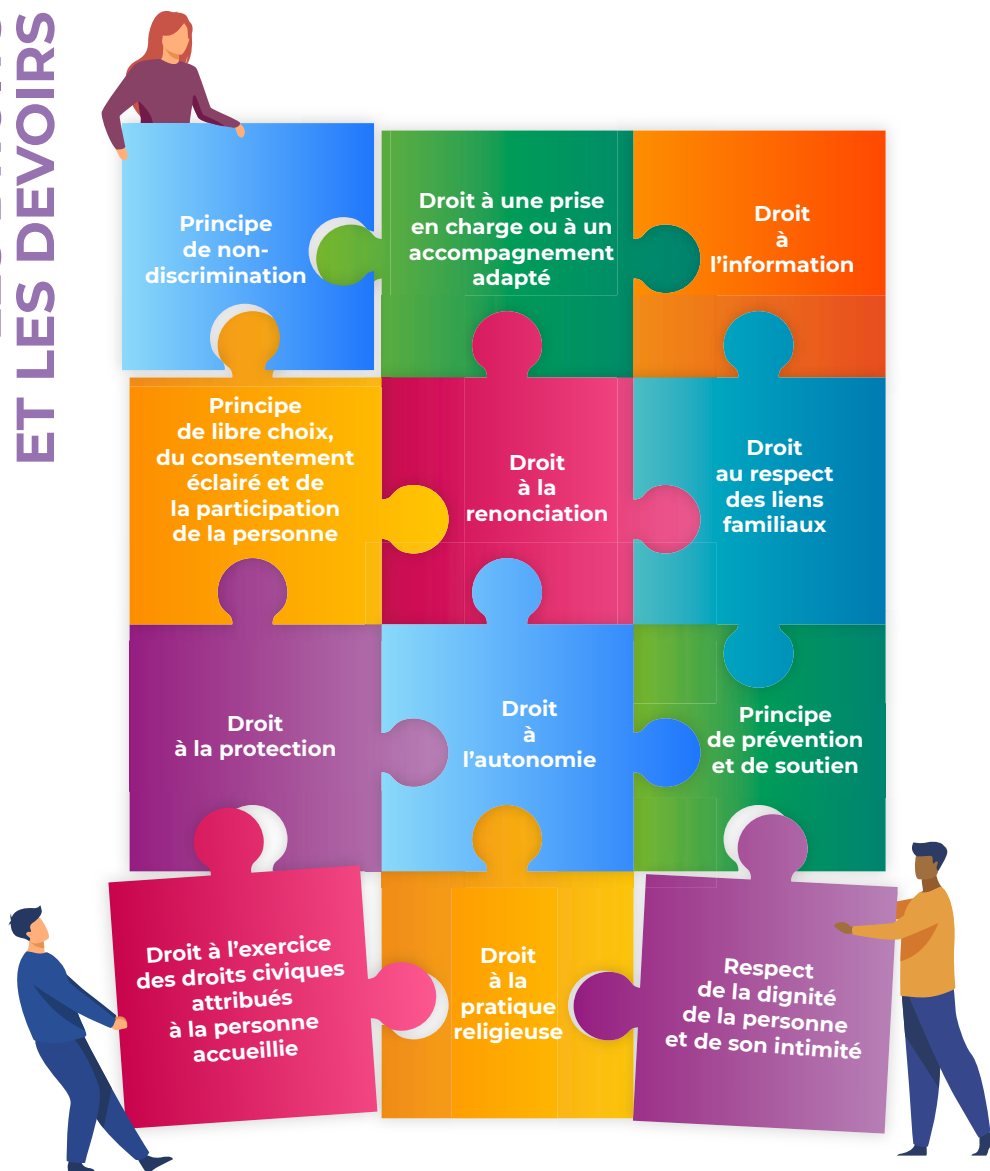 ET LES DEVOIRS
Principe
de non-
discrimination
Droit à une prise
en charge ou à un
accompagnement
adapté
Droit
à
l’information
Principe
de libre choix,
du consentement
éclairé et de
la participation
de la personne
Droit
à la
renonciation
Droit
au respect
des liens
familiaux
Droit
à la protection
Droit
à
l’autonomie
Principe
de prévention
et de soutien
Droit à l’exercice
des droits civiques
attribués
à la personne
accueillie
Droit
à la
pratique
religieuse
Respect
de la dignité
de la personne
et de son intimité